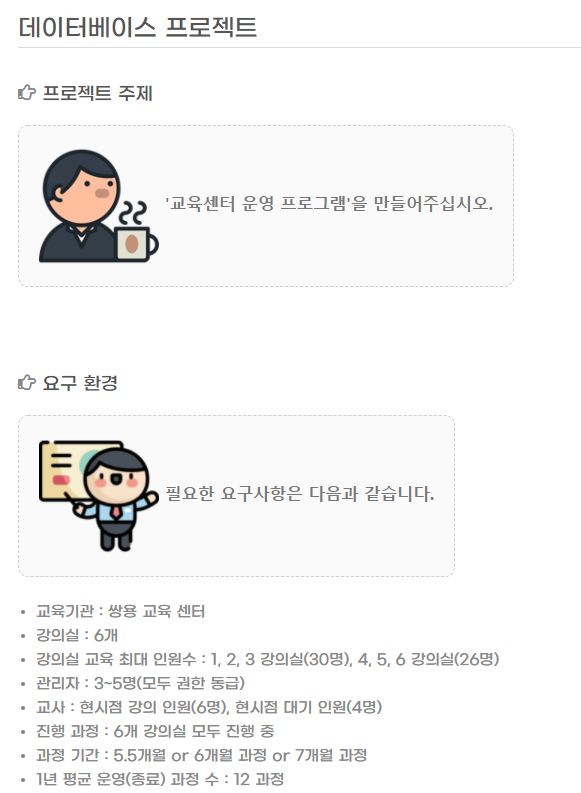 데이터베이스 프로젝트
프로젝트 주제
'교육센터 운영 프로그램'을 만들어주십시오.
요구 환경
필요한 요구사항은 다음과 같습니다.
• 교육기관 : 쌍용 교육 센터
• 강의실 : 6개
• 강의실 교육 최대 인원수 : 1, 2, 3 강의실(30명), 4, 5, 6 강의실(26명)
• 관리자 : 3~5명(모두 권한 동급)
• 교사 : 현시점 강의 인원(6명), 현시점 대기 인원(4명)
• 진행 과정 : 6개 강의실 모두 진행 중
• 과정 기간 : 5.5개월 or 6개월 과정 or 7개월 과정
• 1년 평균 운영(종료) 과정 수 : 12 과정